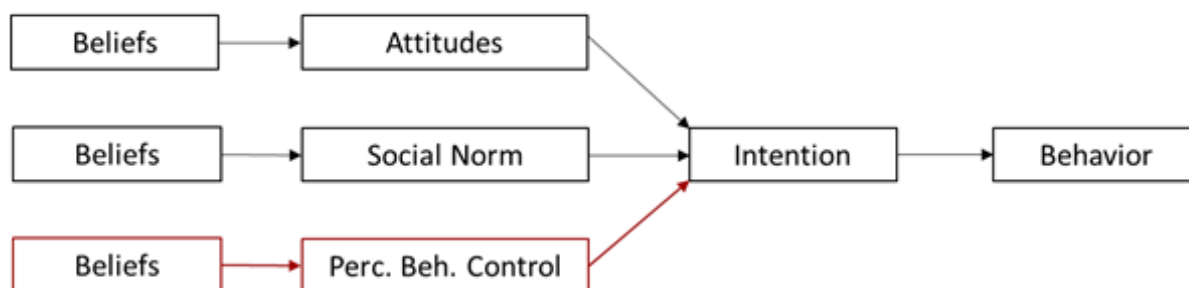 Beliefs
Attitudes
Beliefs
Social Norm
Intention
Behavior
Beliefs
Perc. Beh. Control